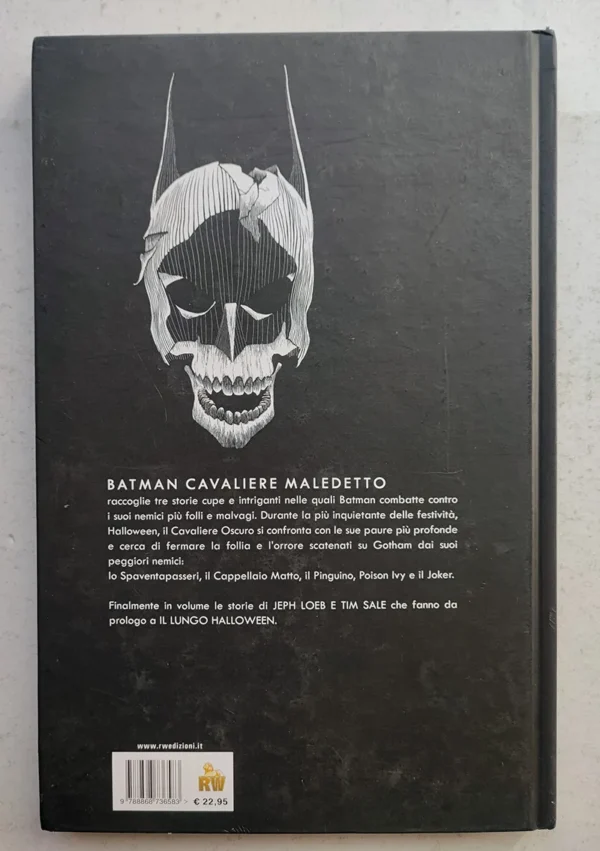 BATMAN CAVALIERE MALEDETTO
raccoglie tre storie cupe e intriganti nelle quali Batman combatte contro
i suoi nemici più folli e malvagi. Durante la più inquietante delle festività,
Halloween, il Cavaliere Oscuro si confronta con le sue paure più profonde
e cerca di fermare la follia e l'orrore scatenati su Gotham dai suoi
peggiori nemici:
lo Spaventapasseri, il Cappellaio Matto, il Pinguino, Poison Ivy e il Joker.
Finalmente in volume le storie di JEPH LOEB E TIM SALE che fanno da
prologo a IL LUNGO HALLOWEEN.
www.rwedizioni.it
RW
€ 22,95